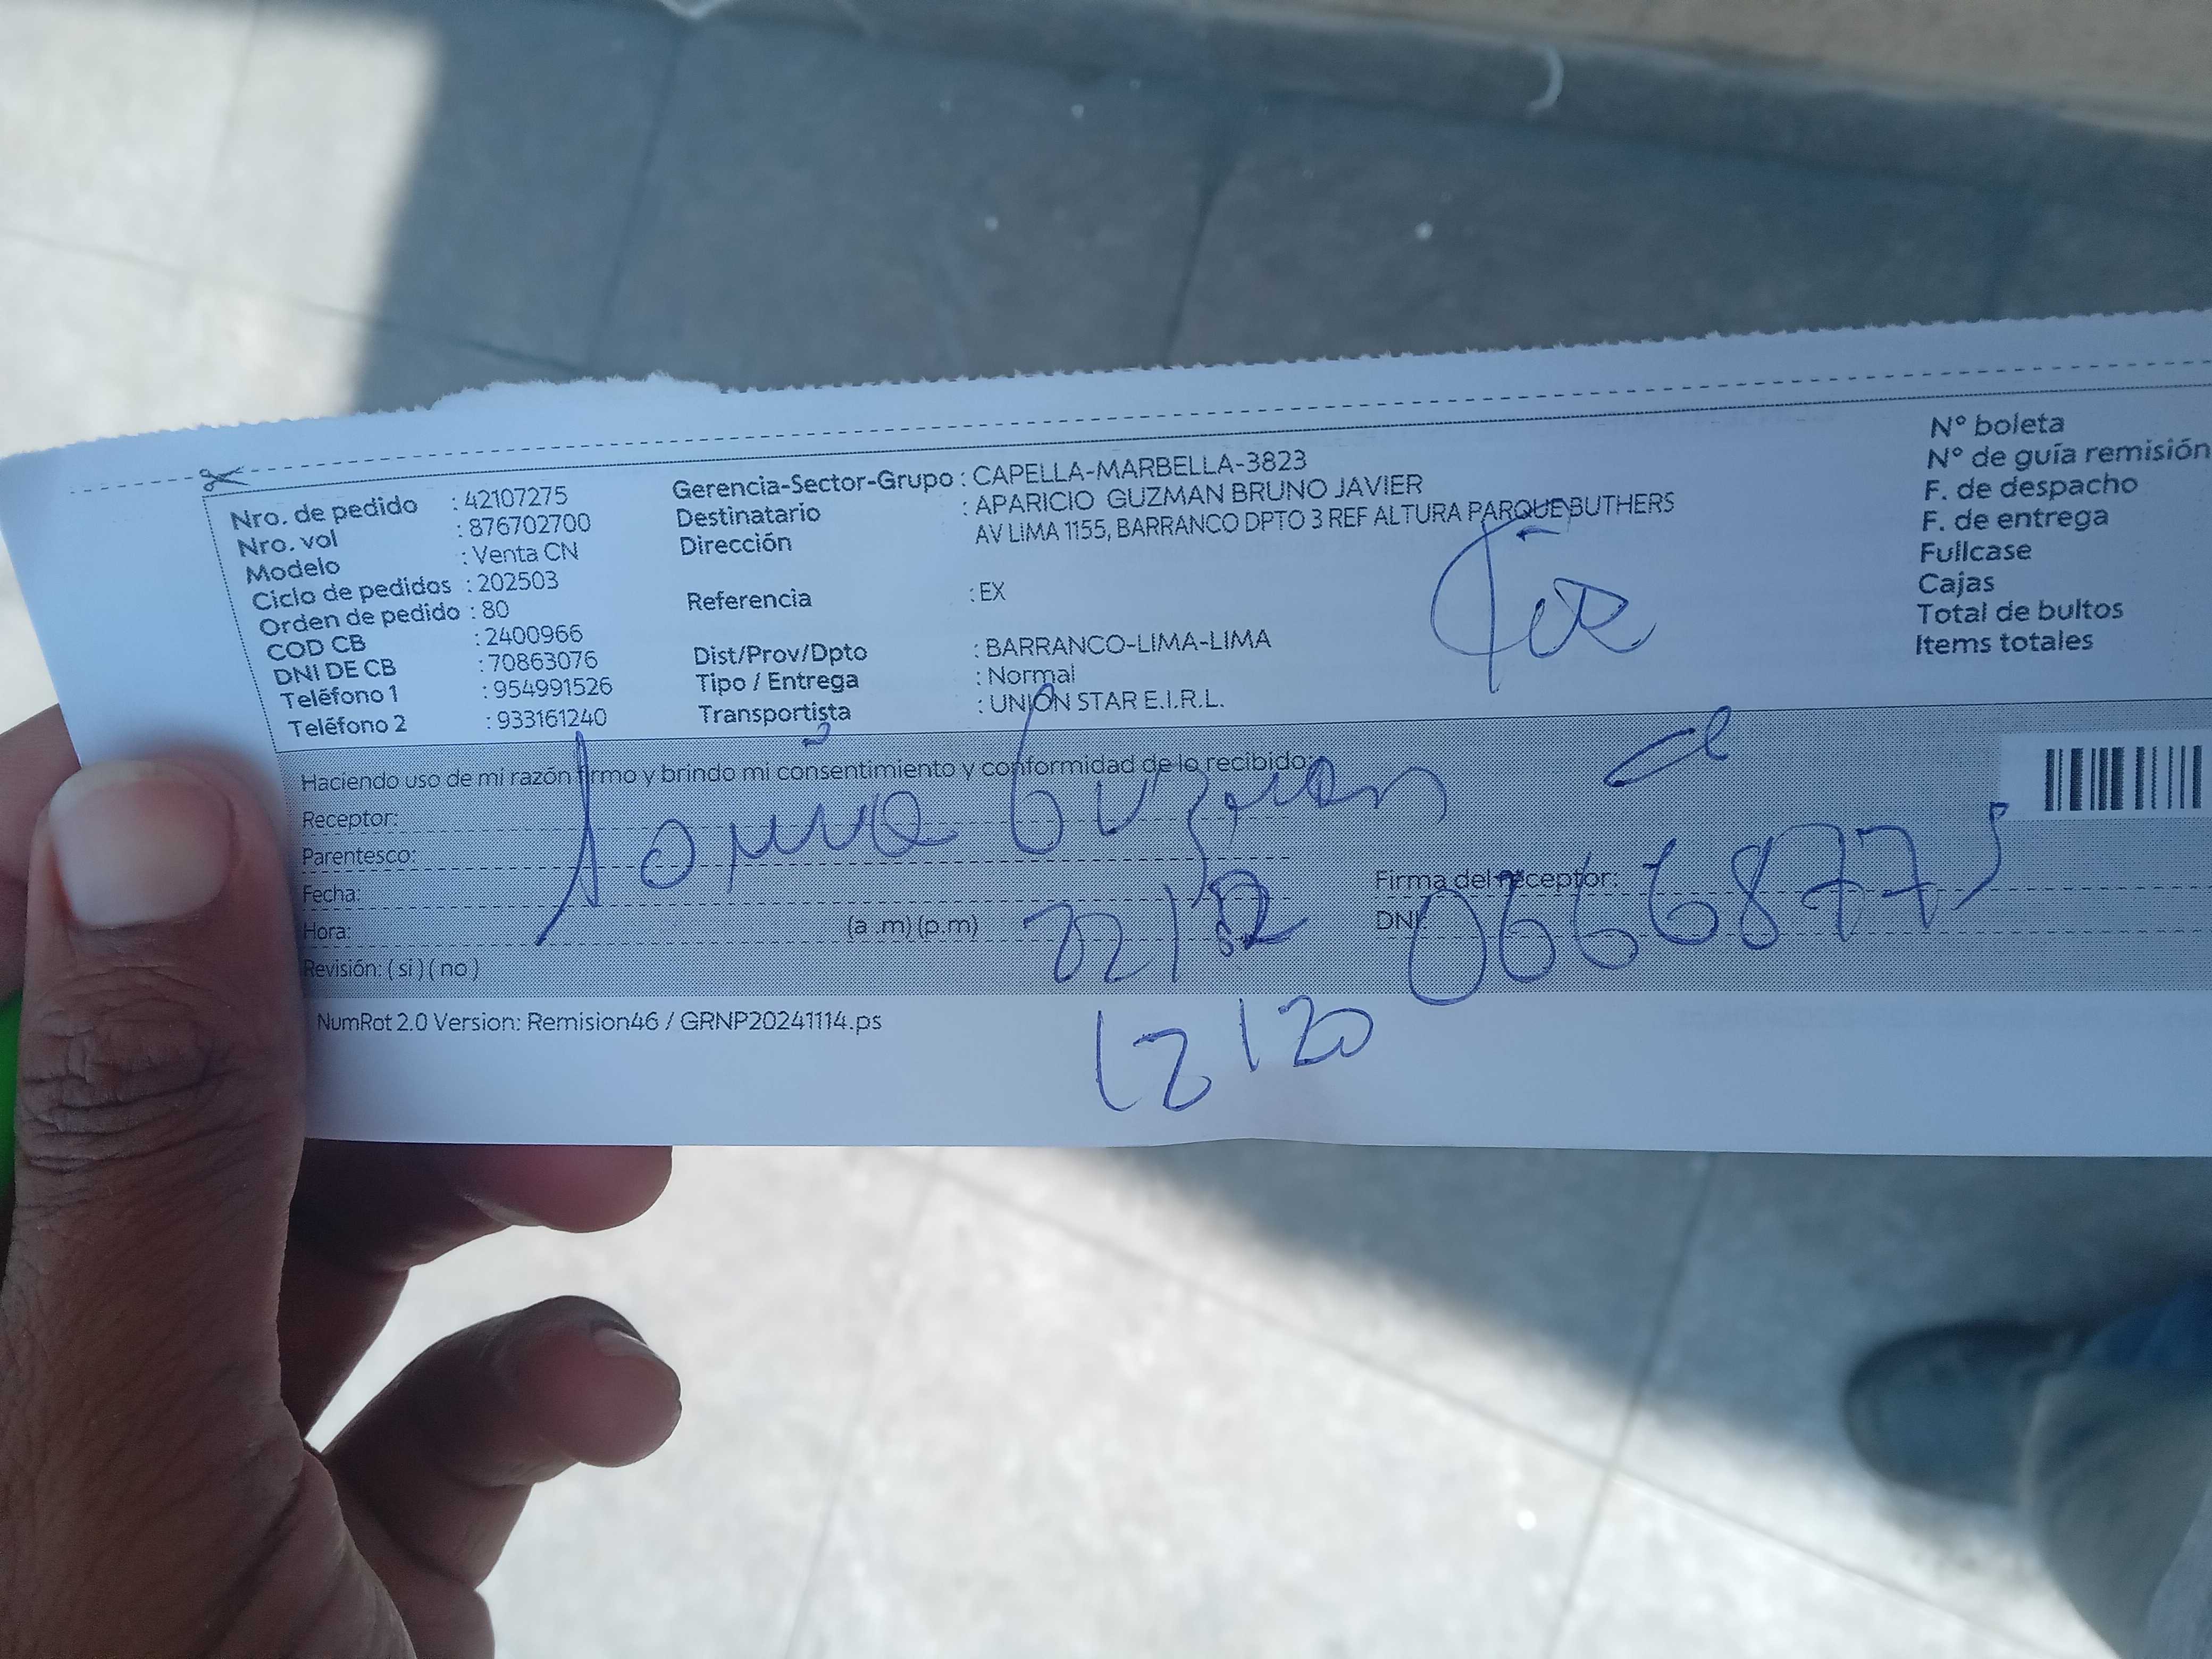 Nro. de pedido : 42107275
Nro. vol : 876702700
Modelo : Venta CN
Ciclo de pedidos : 202503
Orden de pedido : 80
COD CB : 2400966
DNI DE CB : 70863076
Teléfono 1 : 954991526
Teléfono 2 : 933161240
Gerencia-Sector-Grupo : CAPELLA-MARBELLA-3823
Destinatario : APARICIO GUZMAN BRUNO JAVIER
Dirección AV LIMA 1155, BARRANCO DPTO 3 REF ALTURA PARQUE BUTHERS
Referencia : EX
Dist/Prov/Dpto : BARRANCO-LIMA-LIMA
Tipo / Entrega : Normal
Transportista : UNION STAR E.I.R.L.
N° boleta
N° de guía remisión
F. de despacho
F. de entrega
Fullcase
Cajas
Total de bultos
Items totales
Haciendo uso de mi razón firmo y brindo mi consentimiento y conformidad de lo recibido:
Receptor: Sonia Guzman
Parentesco:
Fecha:
Firma del receptor:
Hora: (a .m) (p.m) 22/12
DNI: 06668775
Revisión: ( si ) ( no )
NumRot 2.0 Version: Remision46 / GRNP20241114.ps
12 120